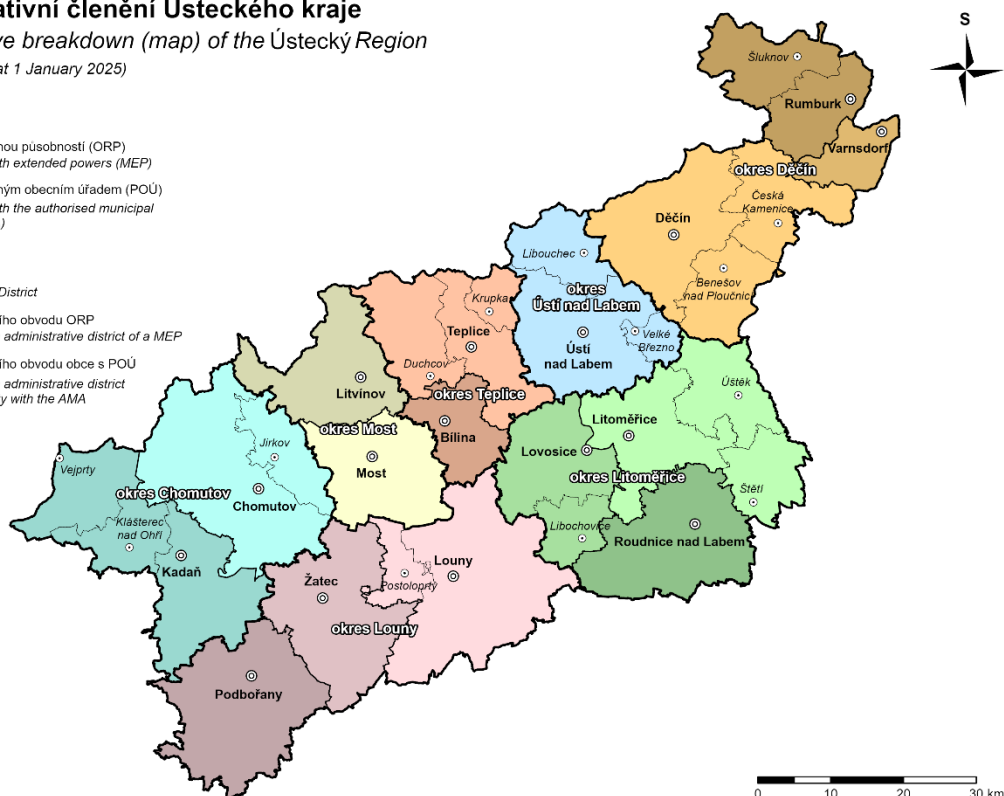 ativní členění Ústeckého kraje
ve breakdown (map) of the Ústecký Region
at 1 January 2025)
S
nou působností (ORP)
th extended powers (MEP)
ným obecním úřadem (POÚ)
th the authorised municipal
)
District
ího obvodu ORP
administrative district of a MEP
ího obvodu obce s POÚ
administrative district
y with the AMA
Šluknov
Rumburk
Varnsdorf
okres Děčín
Děčín
Česká
Kamenice
Benešov
nad Ploučnicí
Libouchec
okres
Ústí nad Labem
Ústí
nad Labem
Velké
Březno
Krupka
Teplice
Duchcov
okres Teplice
Bílina
Litvínov
okres Most
Most
Úštěk
Litoměřice
Lovosice
okres Litoměřice
Štětí
Libochovice
Roudnice nad Labem
Jirkov
Vejprty
okres Chomutov
Chomutov
Klášterec
nad Ohří
Kadaň
Žatec
Louny
Postoloprty
okres Louny
Podbořany
0 10 20 30 km